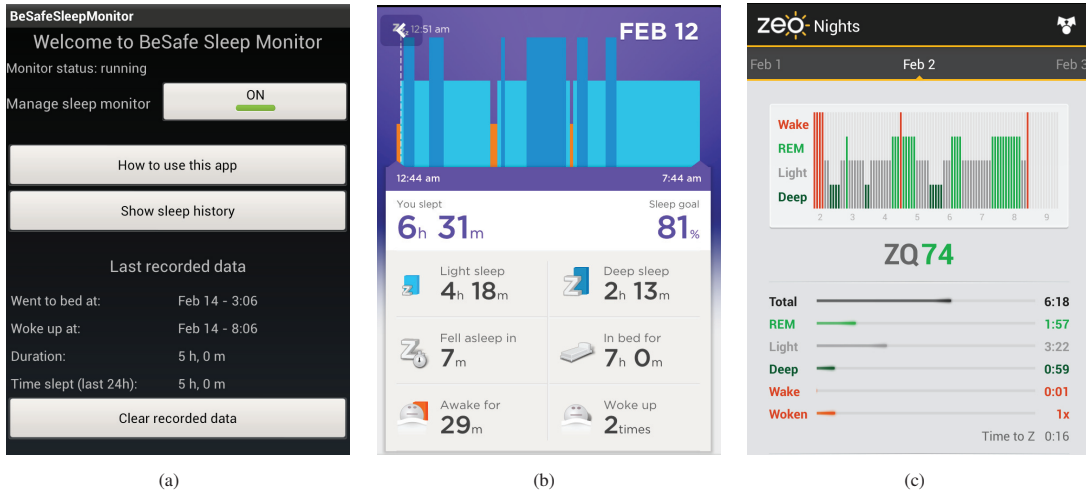 BeSafeSleepMonitor
Welcome to BeSafe Sleep Monitor
Monitor status: running
Manage sleep monitor
ON
How to use this app
Show sleep history
Last recorded data
Went to bed at: Feb 14 - 3:06
Woke up at: Feb 14 - 8:06
Duration: 5 h, 0 m
Time slept (last 24h): 5 h, 0 m
Clear recorded data
(a)
12:51 am
FEB 12
12:44 am 7:44 am
You slept Sleep goal
6h 31m 81%
Light sleep
4h 18m
Deep sleep
2h 13m
Fell asleep in
7m
In bed for
7h 0m
Awake for
29m
Woke up
2times
(b)
zeo Nights
Feb 1 Feb 2 Feb 3
Wake
REM
Light
Deep
2 3 4 5 6 7 8 9
ZQ74
Total 6:18
REM 1:57
Light 3:22
Deep 0:59
Wake 0:01
Woken 1x
Time to Z 0:16
(c)